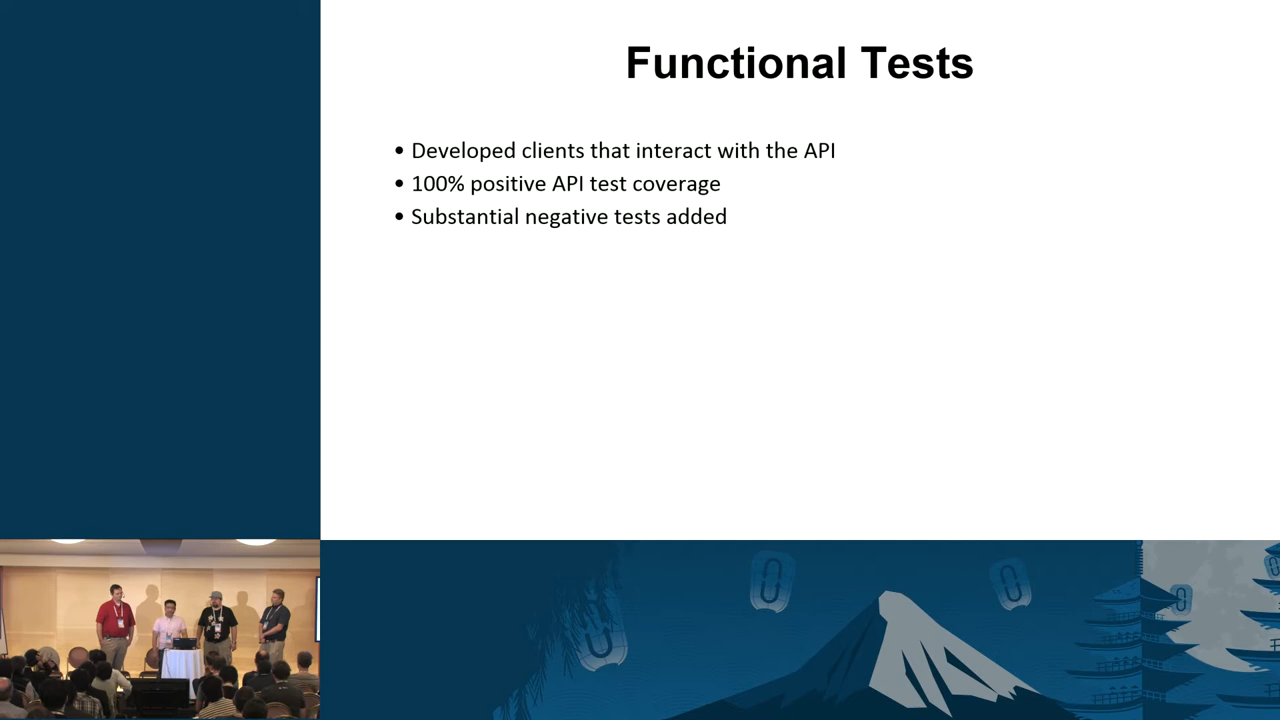 Functional Tests
• Developed clients that interact with the API
• 100% positive API test coverage
• Substantial negative tests added